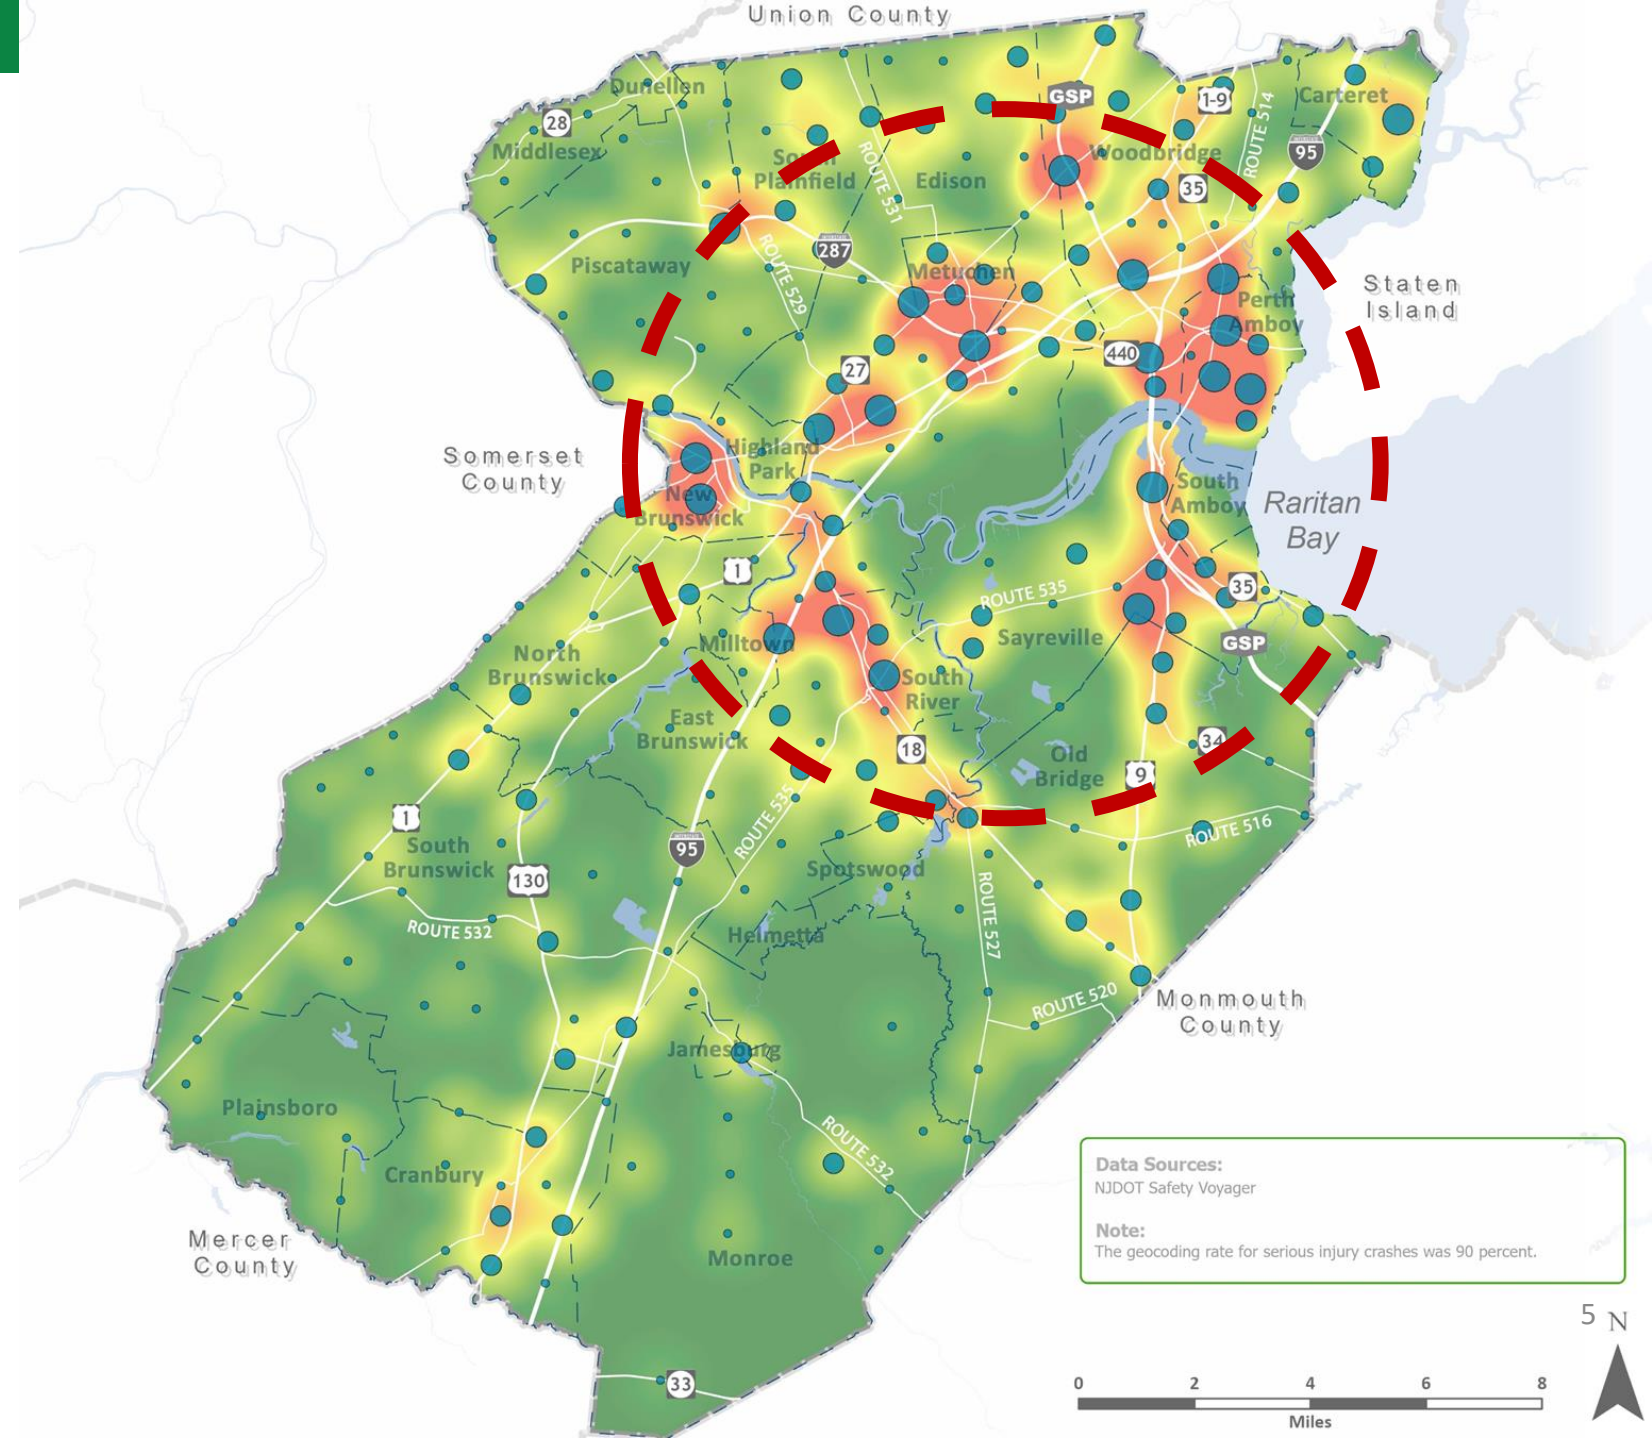 Union County
Dunellen
GSP
1-9
ROUTE 514
Carteret
28
Middlesex
South
Plainfield
ROUTE 531
Edison
Woodbridge
95
35
287
Piscataway
ROUTE 529
Metuchen
Perth
Amboy
Staten
Island
440
27
Somerset
County
Highland
Park
New
Brunswick
South
Amboy
Raritan
Bay
1
ROUTE 535
35
Sayreville
GSP
Milltown
North
Brunswick
South
River
East
Brunswick
18
34
Old
Bridge
9
1
ROUTE 535
95
ROUTE 516
South
Brunswick
130
Spotswood
ROUTE 532
ROUTE 527
Helmetta
ROUTE 520
Monmouth
County
Jamesburg
Plainsboro
ROUTE 532
Cranbury
Mercer
County
Monroe
33
Data Sources:
NJDOT Safety Voyager
Note:
The geocoding rate for serious injury crashes was 90 percent.
5
N
0 2 4 6 8
Miles